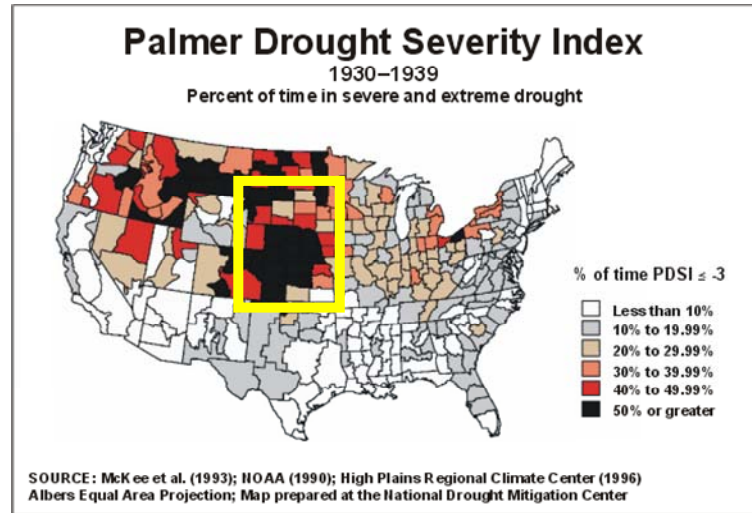 Palmer Drought Severity Index
1930–1939
Percent of time in severe and extreme drought
% of time PDSI ≤ -3
Less than 10%
10% to 19.99%
20% to 29.99%
30% to 39.99%
40% to 49.99%
50% or greater
SOURCE: McKee et al. (1993); NOAA (1990); High Plains Regional Climate Center (1996)
Albers Equal Area Projection; Map prepared at the National Drought Mitigation Center